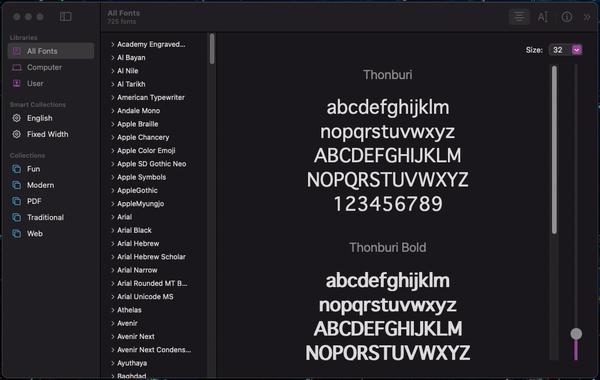 All Fonts
725 fonts
Size: 32
Libraries
All Fonts
Computer
User
Smart Collections
English
Fixed Width
Collections
Fun
Modern
PDF
Traditional
Web
Academy Engraved...
Al Bayan
Al Nile
Al Tarikh
American Typewriter
Andale Mono
Apple Braille
Apple Chancery
Apple Color Emoji
Apple SD Gothic Neo
Apple Symbols
AppleGothic
AppleMyungjo
Arial
Arial Black
Arial Hebrew
Arial Hebrew Scholar
Arial Narrow
Arial Rounded MT B...
Arial Unicode MS
Athelas
Avenir
Avenir Next
Avenir Next Condens...
Ayuthaya
Baghdad
Thonburi
abcdefghijklm
nopqrstuvwxyz
ABCDEFGHIJKLM
NOPQRSTUVWXYZ
123456789
Thonburi Bold
abcdefghijklm
nopqrstuvwxyz
ABCDEFGHIJKLM
NOPQRSTUVWXYZ